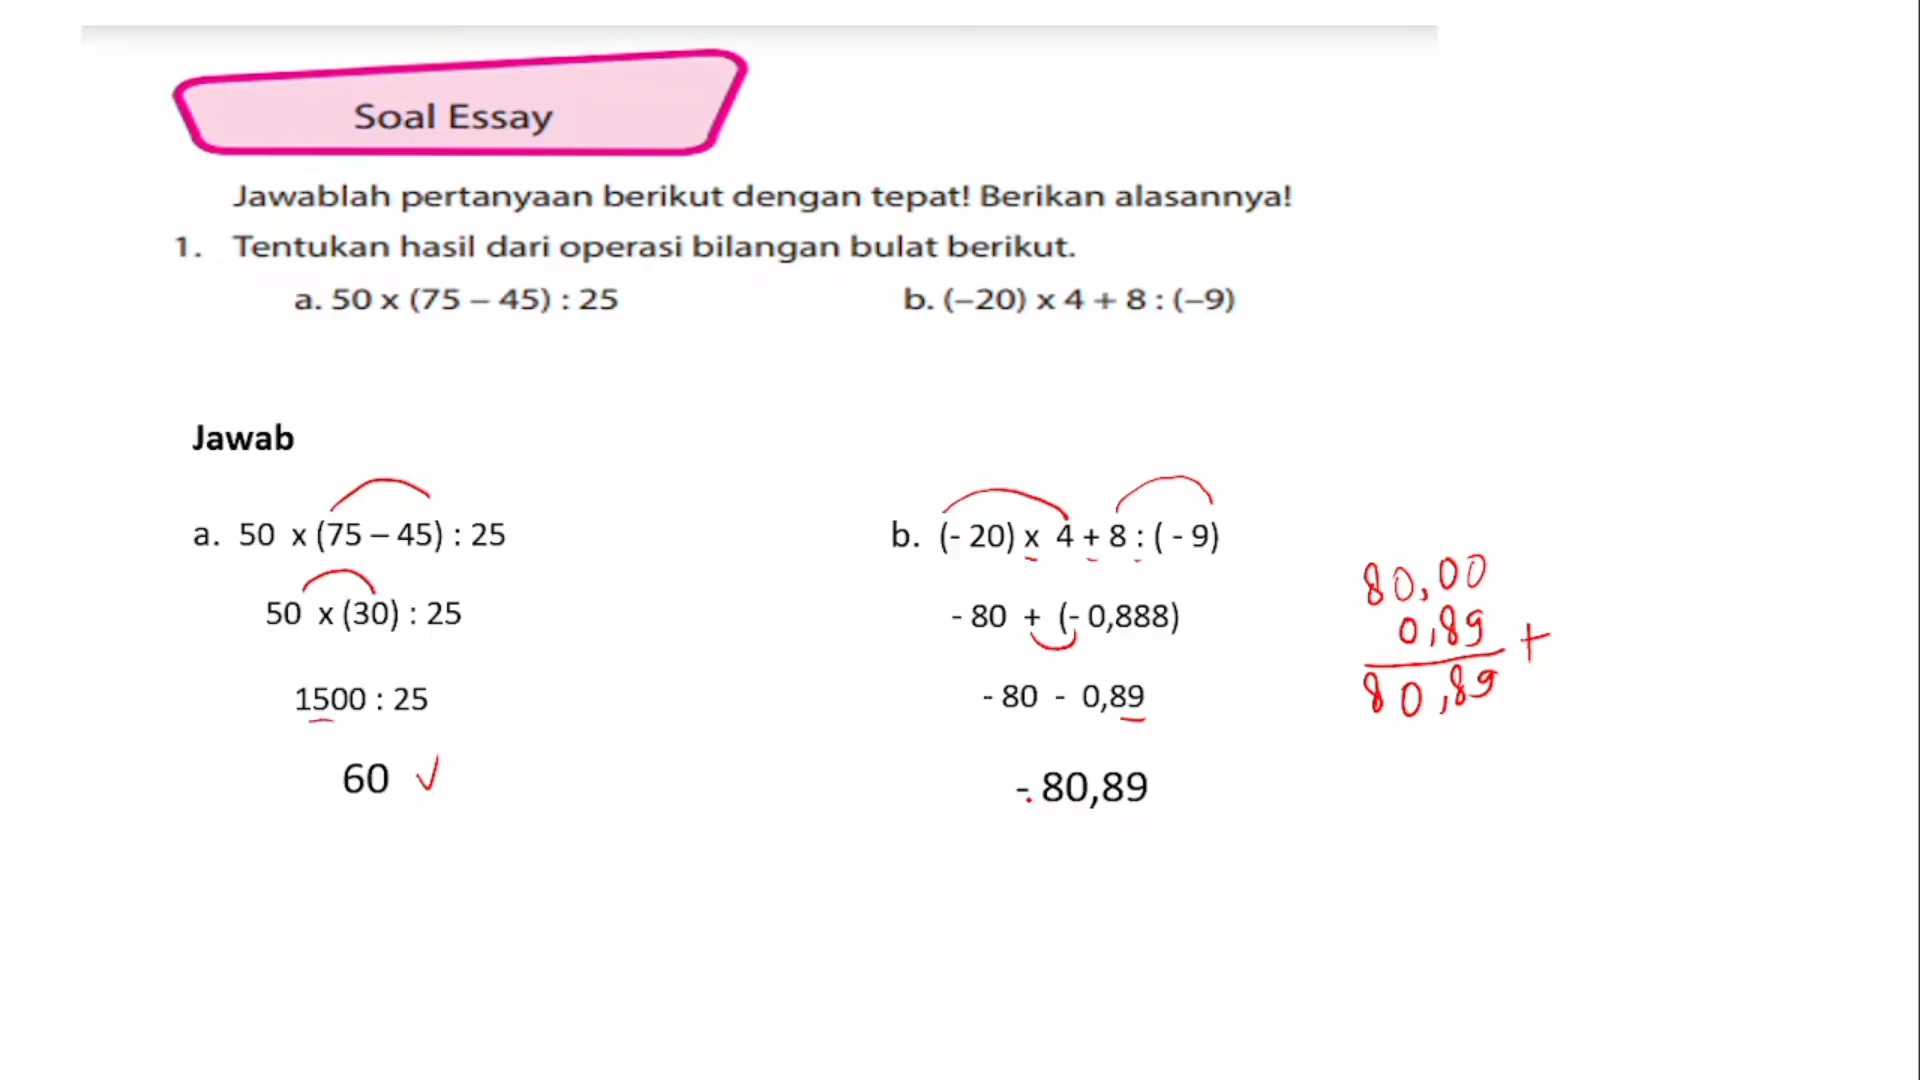 Soal Essay
Jawablah pertanyaan berikut dengan tepat! Berikan alasannya!
1. Tentukan hasil dari operasi bilangan bulat berikut.
a. 50 x (75 – 45) : 25
b. (–20) x 4 + 8 : (–9)
Jawab
a. 50 x (75 – 45) : 25
50 x (30) : 25
1500 : 25
60 ✓
b. (- 20) x 4 + 8 : ( - 9)
- 80 + (- 0,888)
- 80 - 0,89
- 80,89
80,00
0,89 +
80,89